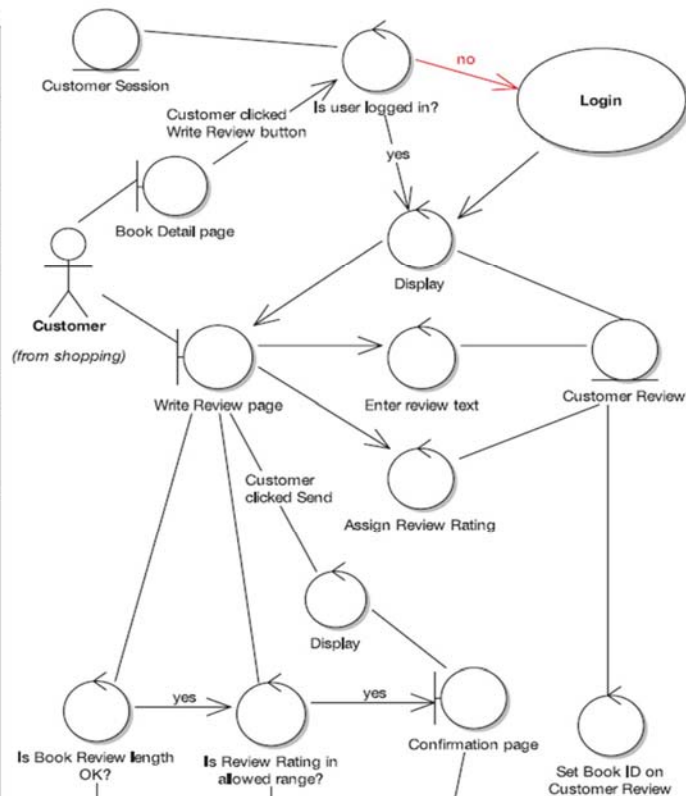 no
Login
Customer Session
Is user logged in?
Customer clicked
Write Review button
yes
Book Detail page
Display
Customer
(from shopping)
Write Review page
Enter review text
Customer Review
Customer
clicked Send
Assign Review Rating
Display
yes
yes
Is Book Review length
OK?
Is Review Rating in
allowed range?
Confirmation page
Set Book ID on
Customer Review